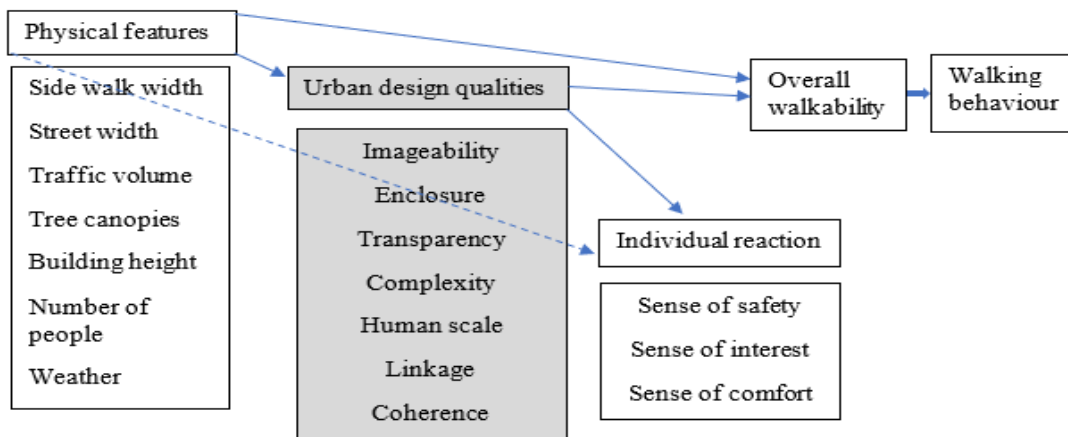 Physical features
Side walk width
Street width
Traffic volume
Tree canopies
Building height
Number of
people
Weather
Urban design qualities
Imageability
Enclosure
Transparency
Complexity
Human scale
Linkage
Coherence
Individual reaction
Sense of safety
Sense of interest
Sense of comfort
Overall
walkability
Walking
behaviour